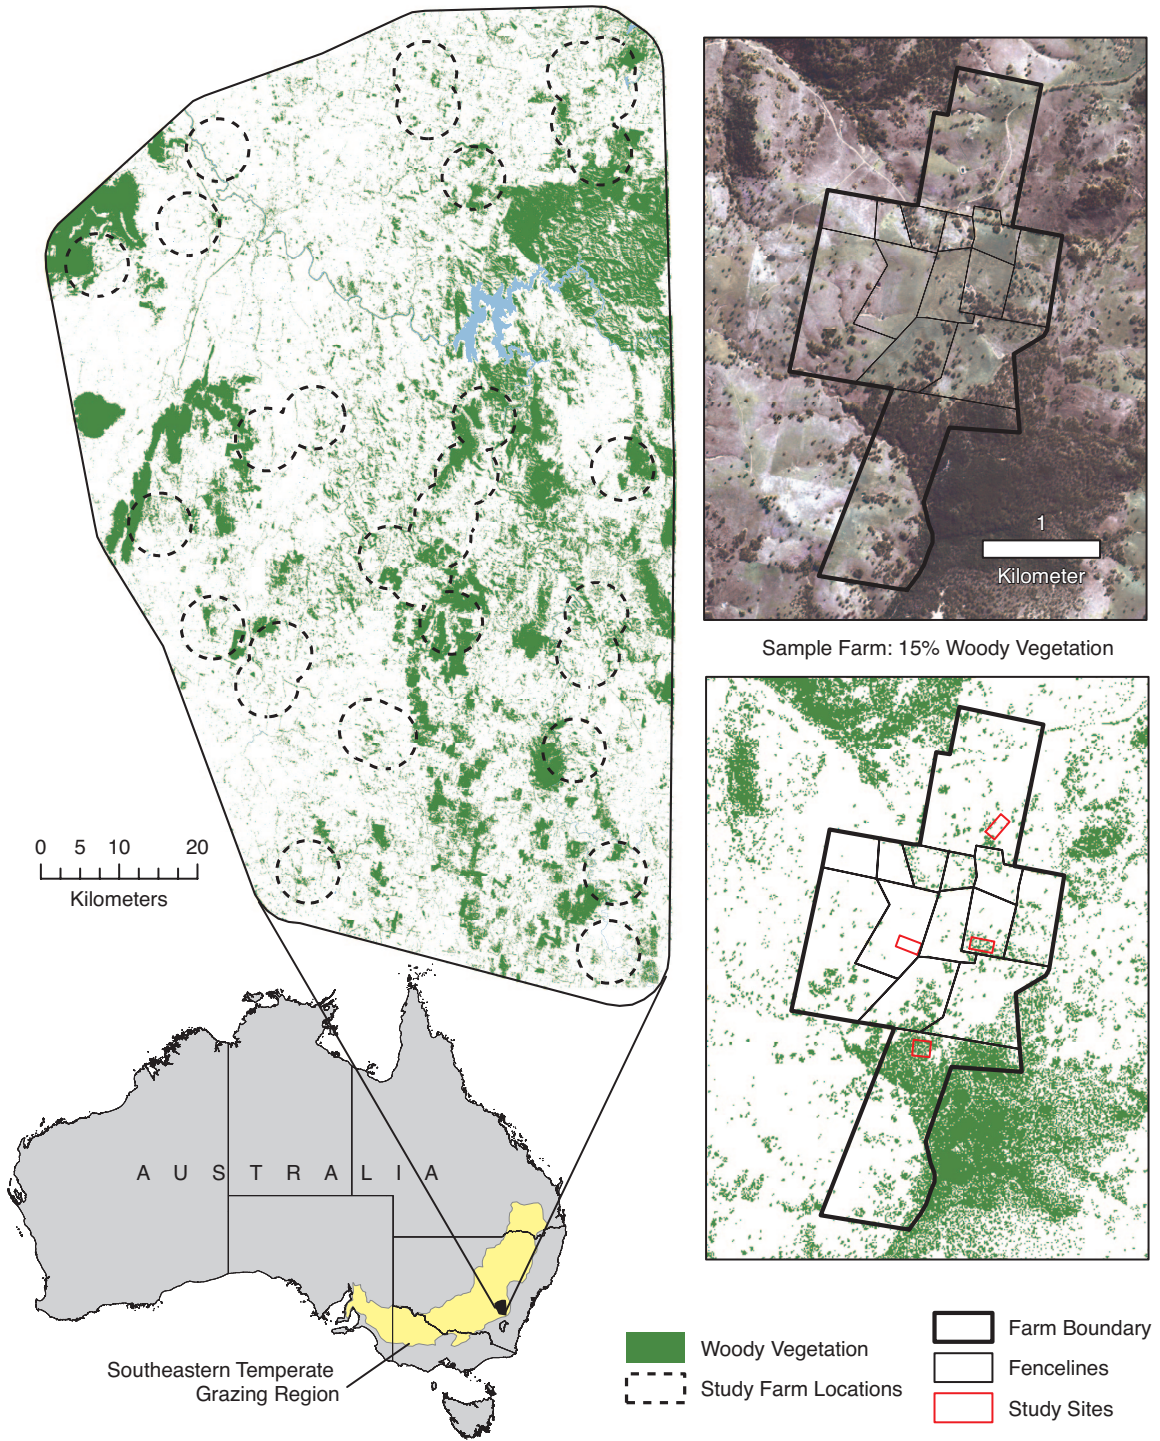 1
Kilometer
Sample Farm: 15% Woody Vegetation
0 5 10 20
Kilometers
AUSTRALIA
Southeastern Temperate
Grazing Region
Woody Vegetation
Study Farm Locations
Farm Boundary
Fencelines
Study Sites